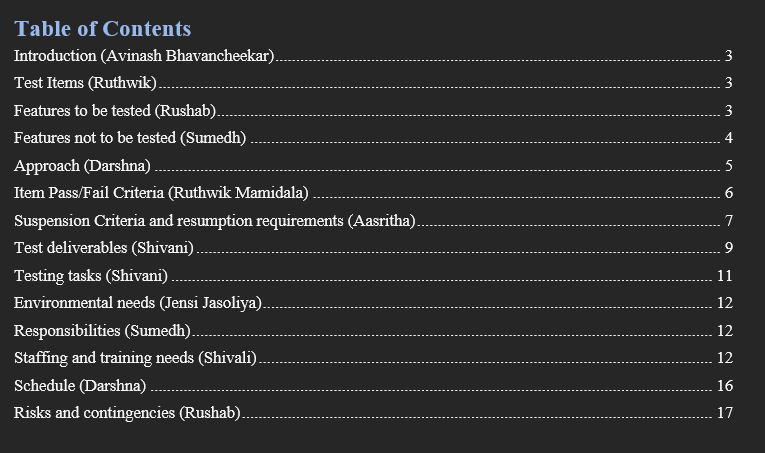 Table of Contents
Introduction (Avinash Bhavancheekar) 3
Test Items (Ruthwik) 3
Features to be tested (Rushab) 3
Features not to be tested (Sumedh) 4
Approach (Darshna) 5
Item Pass/Fail Criteria (Ruthwik Mamidala) 6
Suspension Criteria and resumption requirements (Aasritha) 7
Test deliverables (Shivani) 9
Testing tasks (Shivani) 11
Environmental needs (Jensi Jasoliya) 12
Responsibilities (Sumedh) 12
Staffing and training needs (Shivali) 12
Schedule (Darshna) 16
Risks and contingencies (Rushab) 17